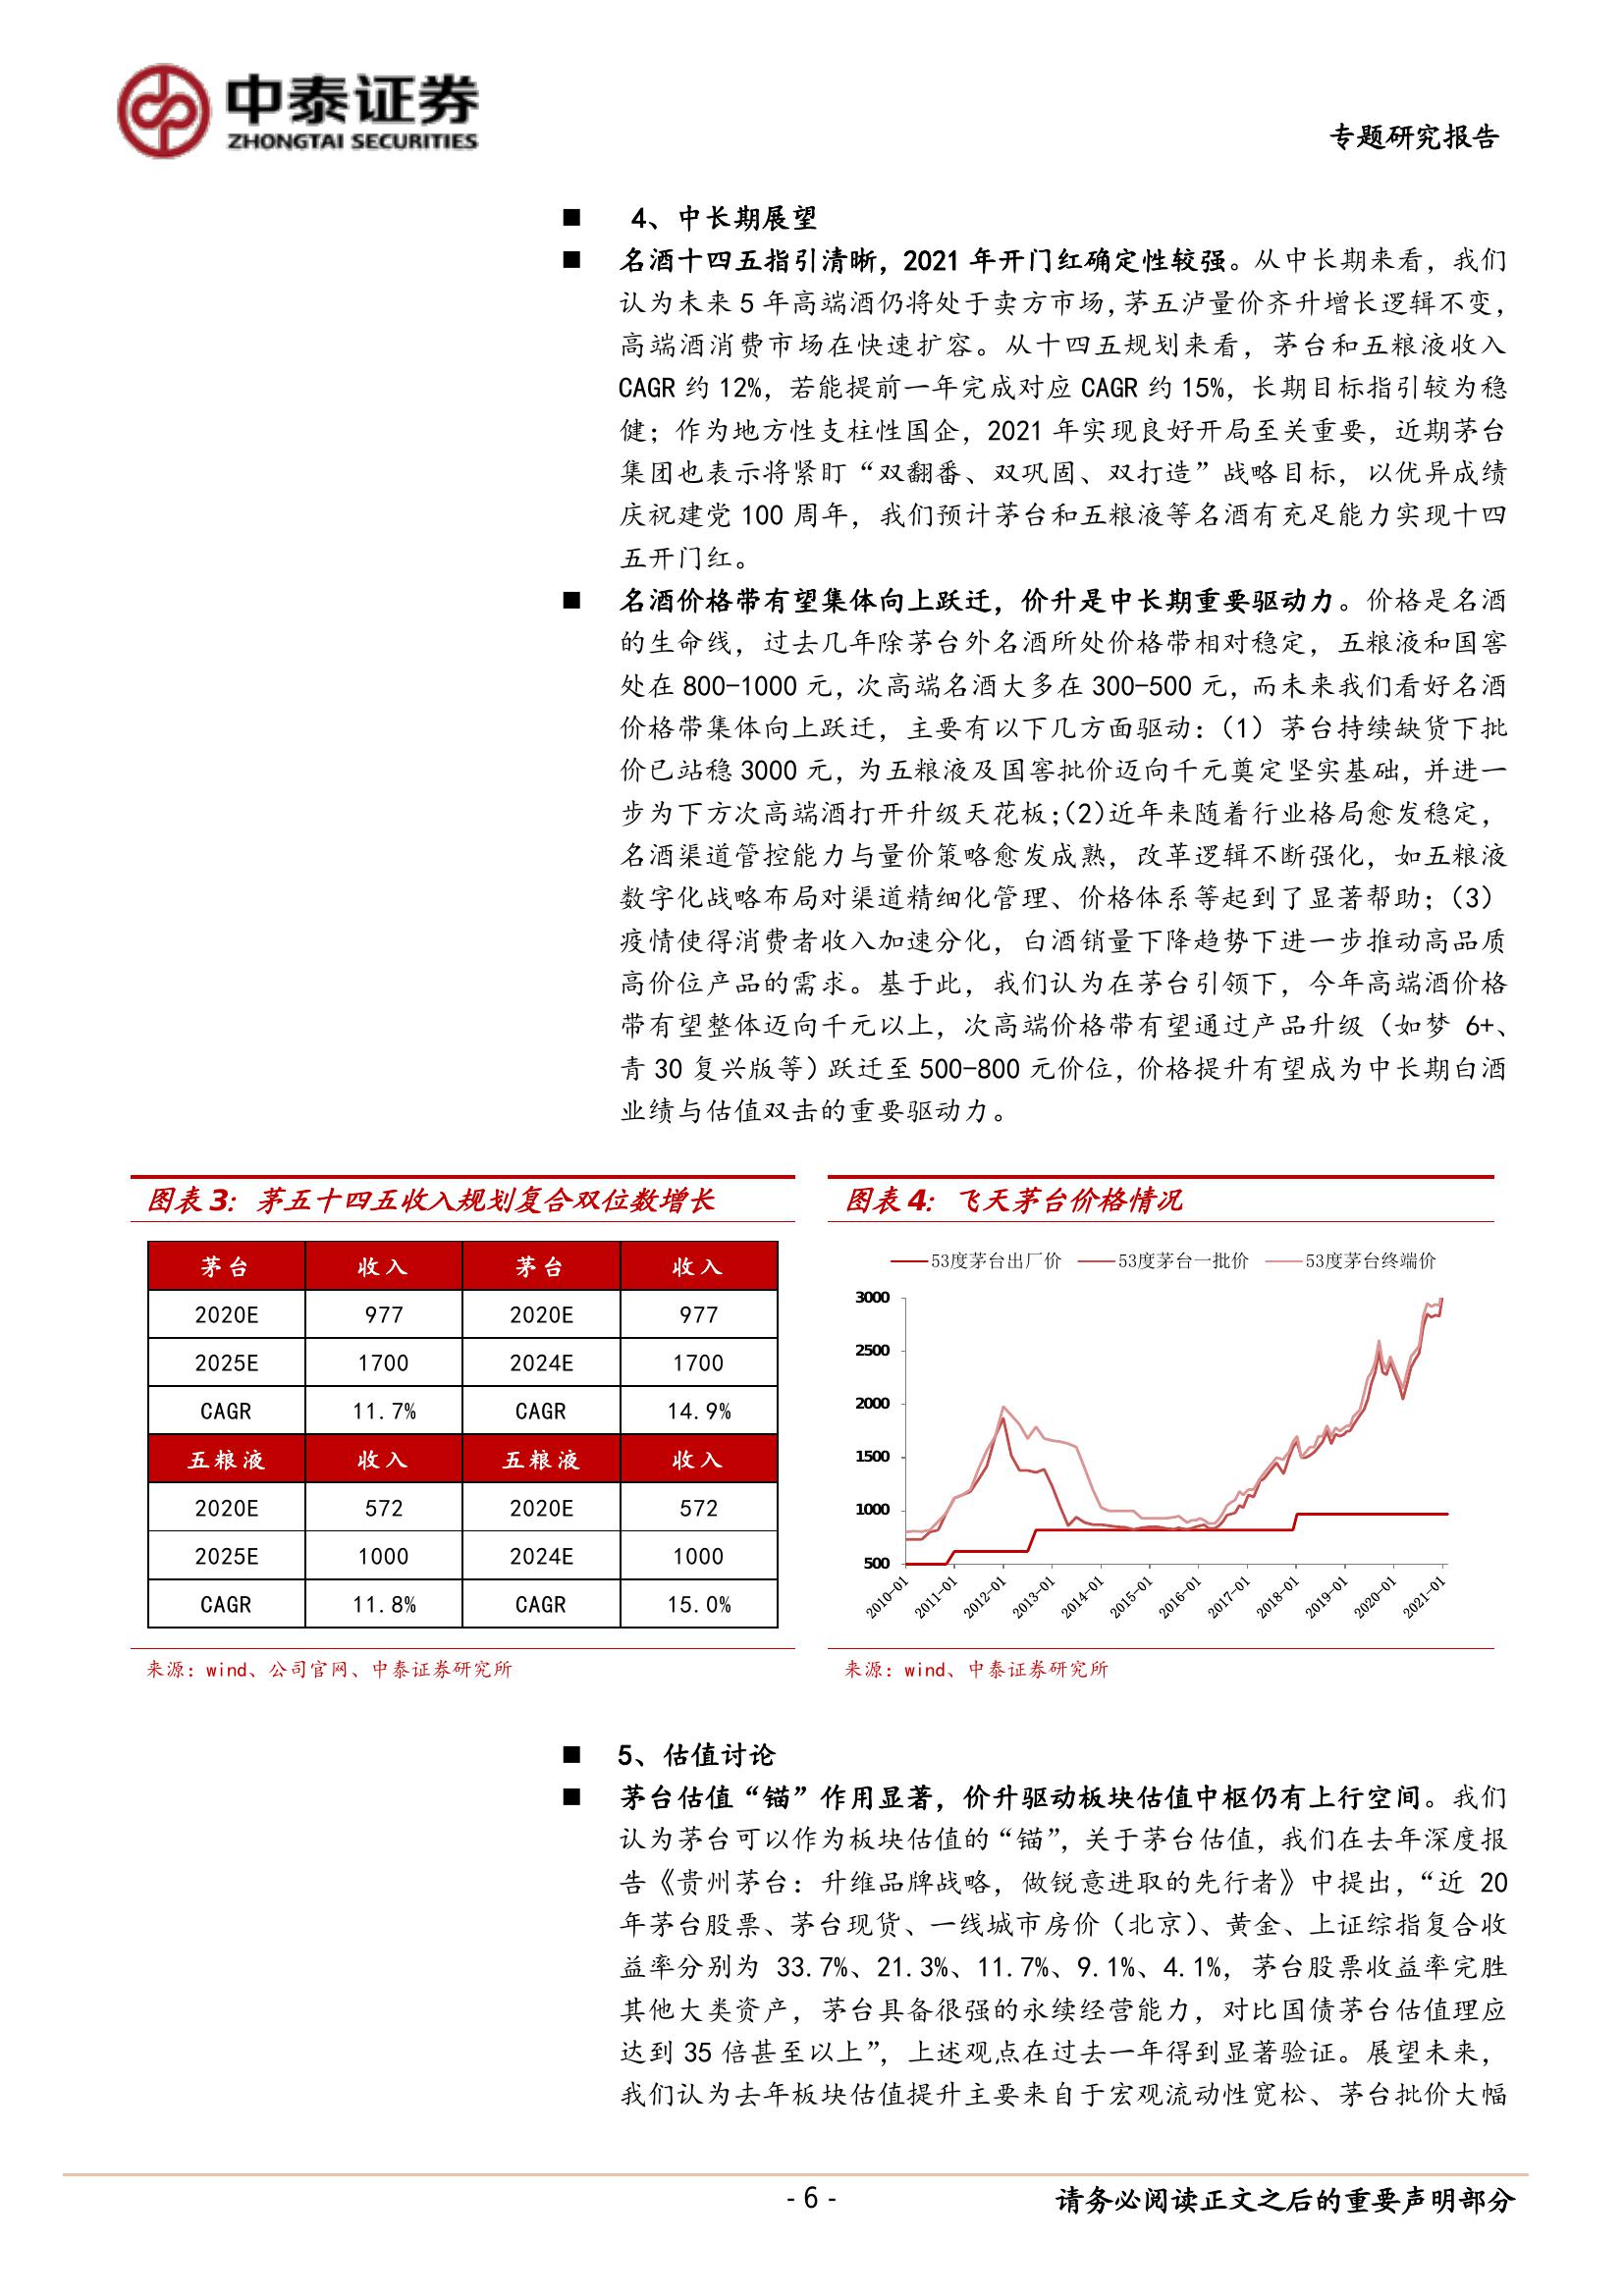 中泰证券
ZHONGTAI SECURITIES
专题研究报告
■ 4、中长期展望
■ 名酒十四五指引清晰，2021 年开门红确定性较强。从中长期来看，我们
认为未来 5 年高端酒仍将处于卖方市场，茅五泸量价齐升增长逻辑不变，
高端酒消费市场在快速扩容。从十四五规划来看，茅台和五粮液收入
CAGR 约 12%，若能提前一年完成对应 CAGR 约 15%，长期目标指引较为稳
健；作为地方性支柱性国企，2021 年实现良好开局至关重要，近期茅台
集团也表示将紧盯“双翻番、双巩固、双打造”战略目标，以优异成绩
庆祝建党 100 周年，我们预计茅台和五粮液等名酒有充足能力实现十四
五开门红。
■ 名酒价格带有望集体向上跃迁，价升是中长期重要驱动力。价格是名酒
的生命线，过去几年除茅台外名酒所处价格带相对稳定，五粮液和国窖
处在 800-1000 元，次高端名酒大多在 300-500 元，而未来我们看好名酒
价格带集体向上跃迁，主要有以下几方面驱动：（1）茅台持续缺货下批
价已站稳 3000 元，为五粮液及国窖批价迈向千元奠定坚实基础，并进一
步为下方次高端酒打开升级天花板；（2）近年来随着行业格局愈发稳定，
名酒渠道管控能力与量价策略愈发成熟，改革逻辑不断强化，如五粮液
数字化战略布局对渠道精细化管理、价格体系等起到了显著帮助；（3）
疫情使得消费者收入加速分化，白酒销量下降趋势下进一步推动高品质
高价位产品的需求。基于此，我们认为在茅台引领下，今年高端酒价格
带有望整体迈向千元以上，次高端价格带有望通过产品升级（如梦 6+、
青 30 复兴版等）跃迁至 500-800 元价位，价格提升有望成为中长期白酒
业绩与估值双击的重要驱动力。
图表 3：茅五十四五收入规划复合双位数增长
茅台 收入 茅台 收入
2020E 977 2020E 977
2025E 1700 2024E 1700
CAGR 11.7% CAGR 14.9%
五粮液 收入 五粮液 收入
2020E 572 2020E 572
2025E 1000 2024E 1000
CAGR 11.8% CAGR 15.0%
来源：wind、公司官网、中泰证券研究所
图表 4：飞天茅台价格情况
53度茅台出厂价 53度茅台一批价 53度茅台终端价
3000
2500
2000
1500
1000
500
2010-01 2011-01 2012-01 2013-01 2014-01 2015-01 2016-01 2017-01 2018-01 2019-01 2020-01 2021-01
来源：wind、中泰证券研究所
■ 5、估值讨论
■ 茅台估值“锚”作用显著，价升驱动板块估值中枢仍有上行空间。我们
认为茅台可以作为板块估值的“锚”，关于茅台估值，我们在去年深度报
告《贵州茅台：升维品牌战略，做锐意进取的先行者》中提出，“近 20
年茅台股票、茅台现货、一线城市房价（北京）、黄金、上证综指复合收
益率分别为 33.7%、21.3%、11.7%、9.1%、4.1%，茅台股票收益率完胜
其他大类资产，茅台具备很强的永续经营能力，对比国债茅台估值理应
达到 35 倍甚至以上”，上述观点在过去一年得到显著验证。展望未来，
我们认为去年板块估值提升主要来自于宏观流动性宽松、茅台批价大幅
- 6 -
请务必阅读正文之后的重要声明部分